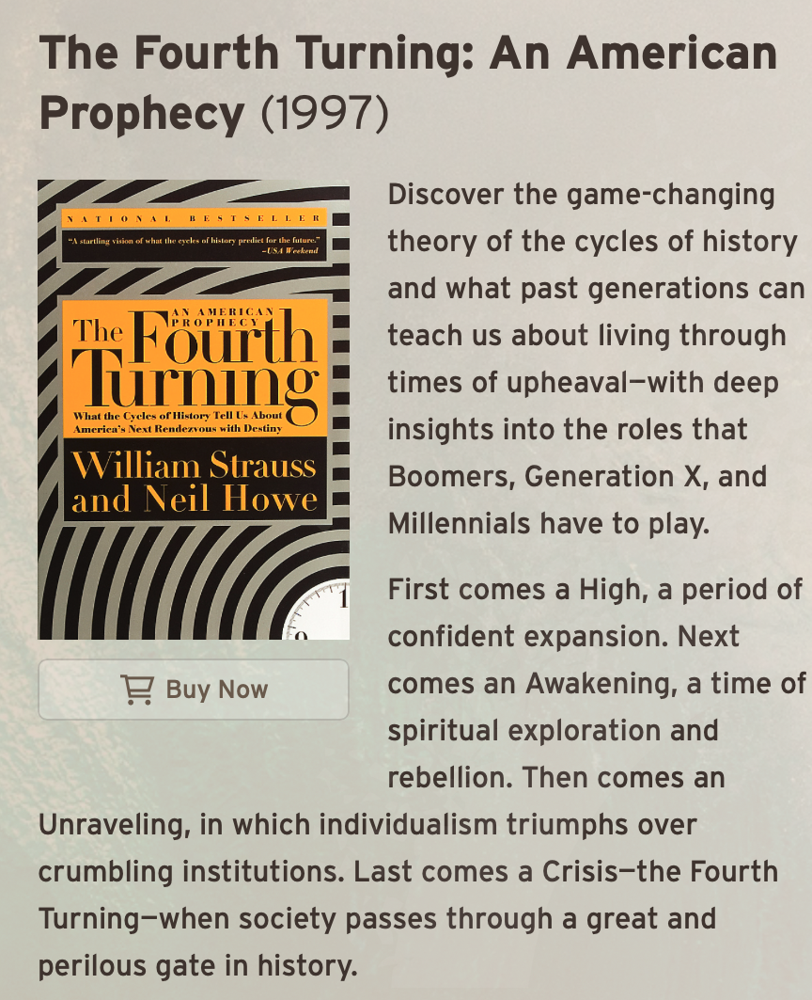 The Fourth Turning: An American
Prophecy (1997)
NATIONAL BESTSELLER
“A startling vision of what the cycles of history predict for the future.”
–USA Weekend
AN AMERICAN
PROPHECY
The Fourth
Turning
What the Cycles of History Tell Us About
America's Next Rendezvous with Destiny
William Strauss
and Neil Howe
1
9
Buy Now
Discover the game-changing
theory of the cycles of history
and what past generations can
teach us about living through
times of upheaval—with deep
insights into the roles that
Boomers, Generation X, and
Millennials have to play.
First comes a High, a period of
confident expansion. Next
comes an Awakening, a time of
spiritual exploration and
rebellion. Then comes an
Unraveling, in which individualism triumphs over
crumbling institutions. Last comes a Crisis—the Fourth
Turning—when society passes through a great and
perilous gate in history.